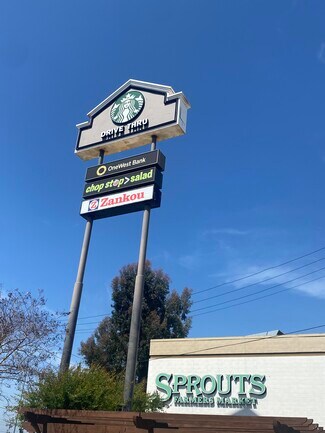 DRIVE THRU
OneWest Bank
chop stop>salad
Zankou
SPROUTS
FARMERS MARKET